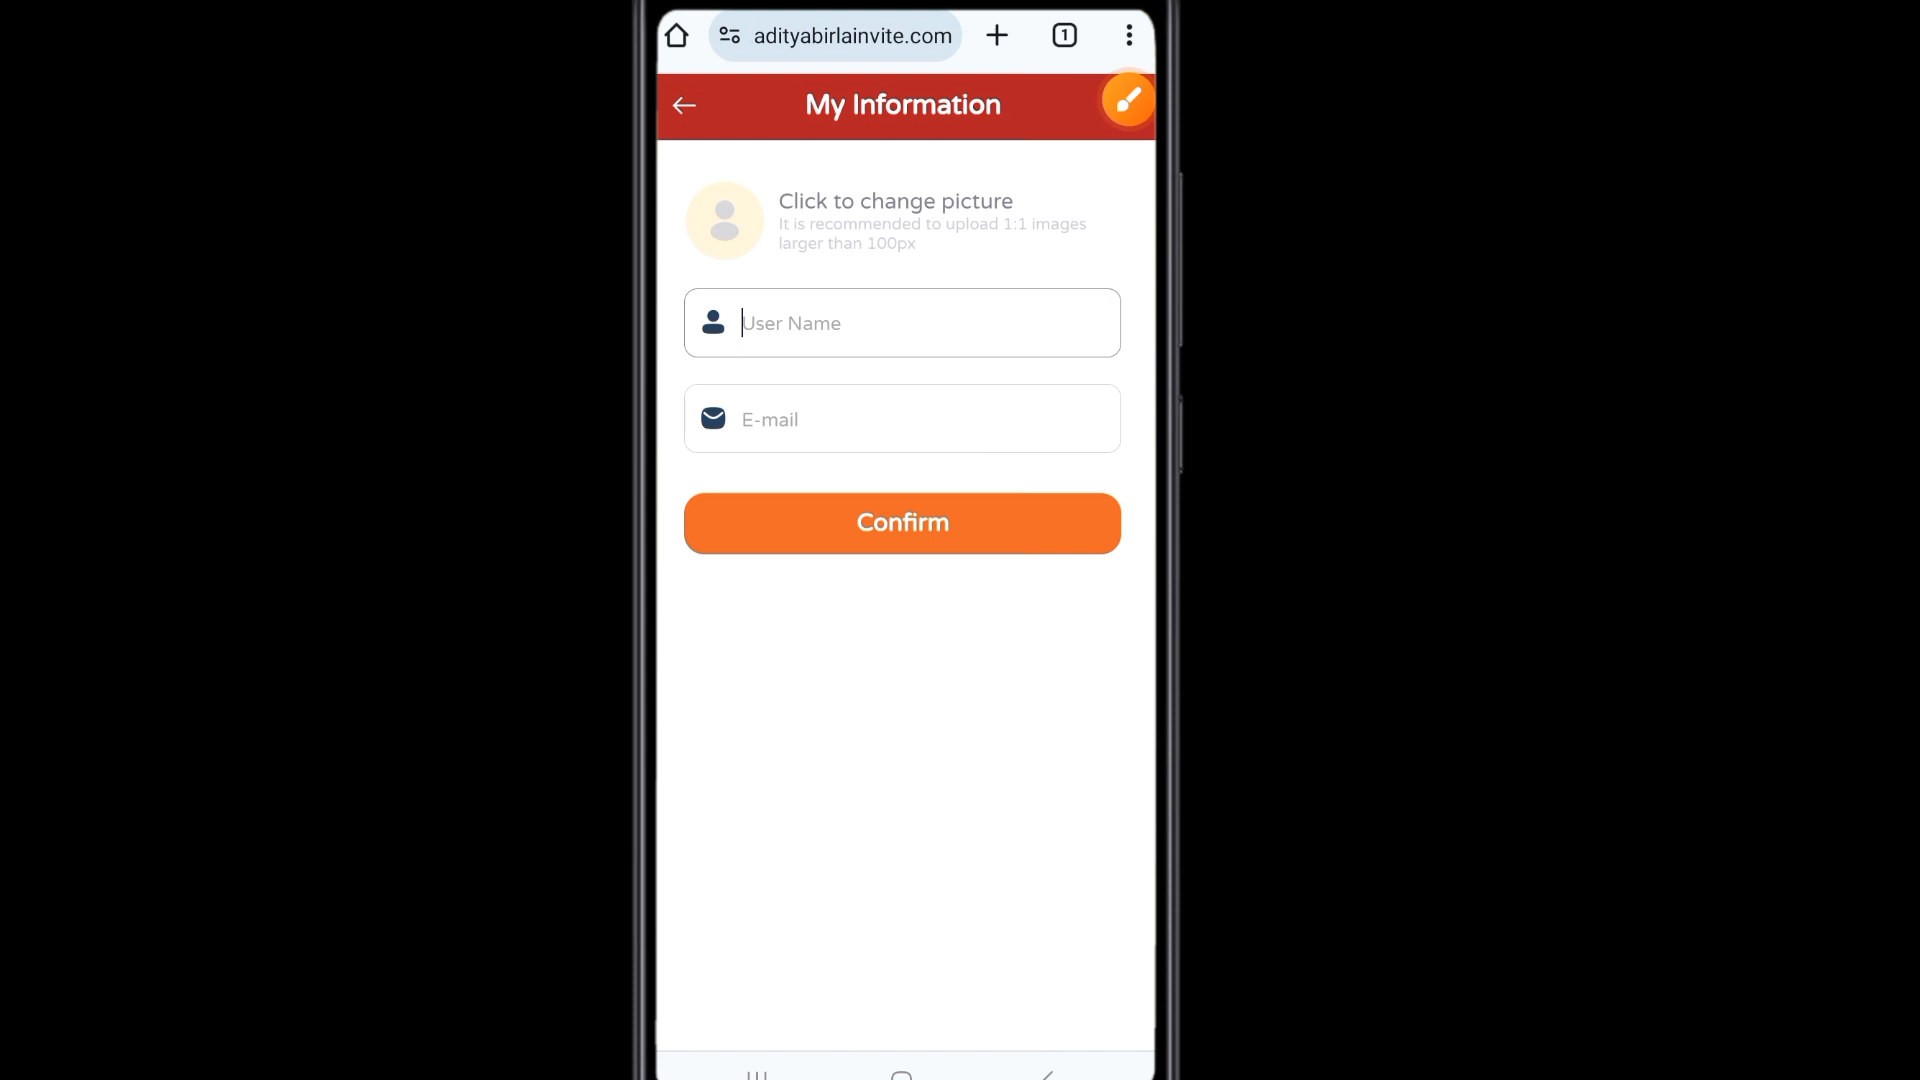 adityabirlainvite.com
1
My Information
Click to change picture
It is recommended to upload 1:1 images
larger than 100px
User Name
E-mail
Confirm